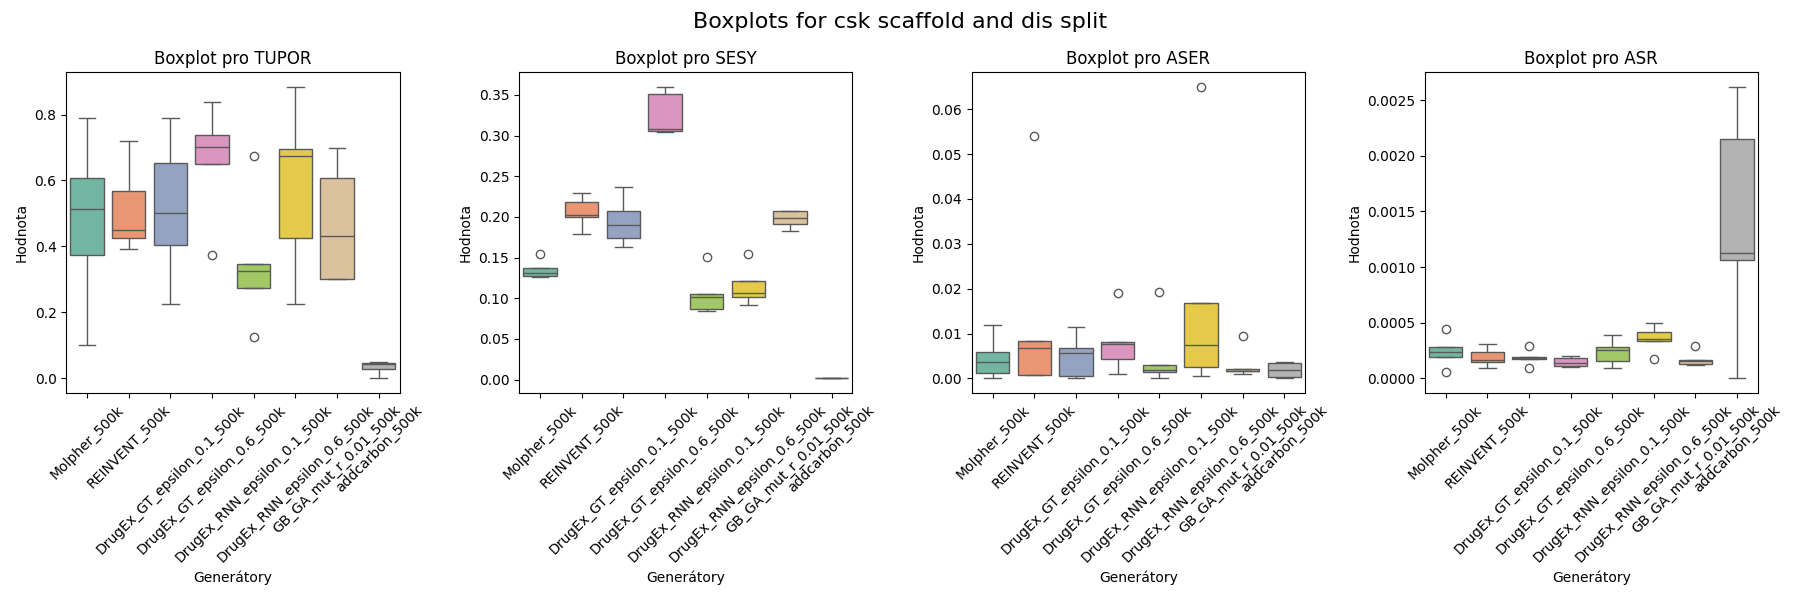 Boxplots for csk scaffold and dis split
Boxplot pro TUPOR
Hodnota
0.8
0.6
0.4
0.2
0.0
Molpher_500k
REINVENT_500k
DrugEx_GT_epsilon_0.1_500k
DrugEx_GT_epsilon_0.6_500k
DrugEx_RNN_epsilon_0.1_500k
DrugEx_RNN_epsilon_0.6_500k
GB_GA_mut_r_0.01_500k
addcarbon_500k
Generátory
Boxplot pro SESY
Hodnota
0.35
0.30
0.25
0.20
0.15
0.10
0.05
0.00
Molpher_500k
REINVENT_500k
DrugEx_GT_epsilon_0.1_500k
DrugEx_GT_epsilon_0.6_500k
DrugEx_RNN_epsilon_0.1_500k
DrugEx_RNN_epsilon_0.6_500k
GB_GA_mut_r_0.01_500k
addcarbon_500k
Generátory
Boxplot pro ASER
Hodnota
0.06
0.05
0.04
0.03
0.02
0.01
0.00
Molpher_500k
REINVENT_500k
DrugEx_GT_epsilon_0.1_500k
DrugEx_GT_epsilon_0.6_500k
DrugEx_RNN_epsilon_0.1_500k
DrugEx_RNN_epsilon_0.6_500k
GB_GA_mut_r_0.01_500k
addcarbon_500k
Generátory
Boxplot pro ASR
Hodnota
0.0025
0.0020
0.0015
0.0010
0.0005
0.0000
Molpher_500k
REINVENT_500k
DrugEx_GT_epsilon_0.1_500k
DrugEx_GT_epsilon_0.6_500k
DrugEx_RNN_epsilon_0.1_500k
DrugEx_RNN_epsilon_0.6_500k
GB_GA_mut_r_0.01_500k
addcarbon_500k
Generátory